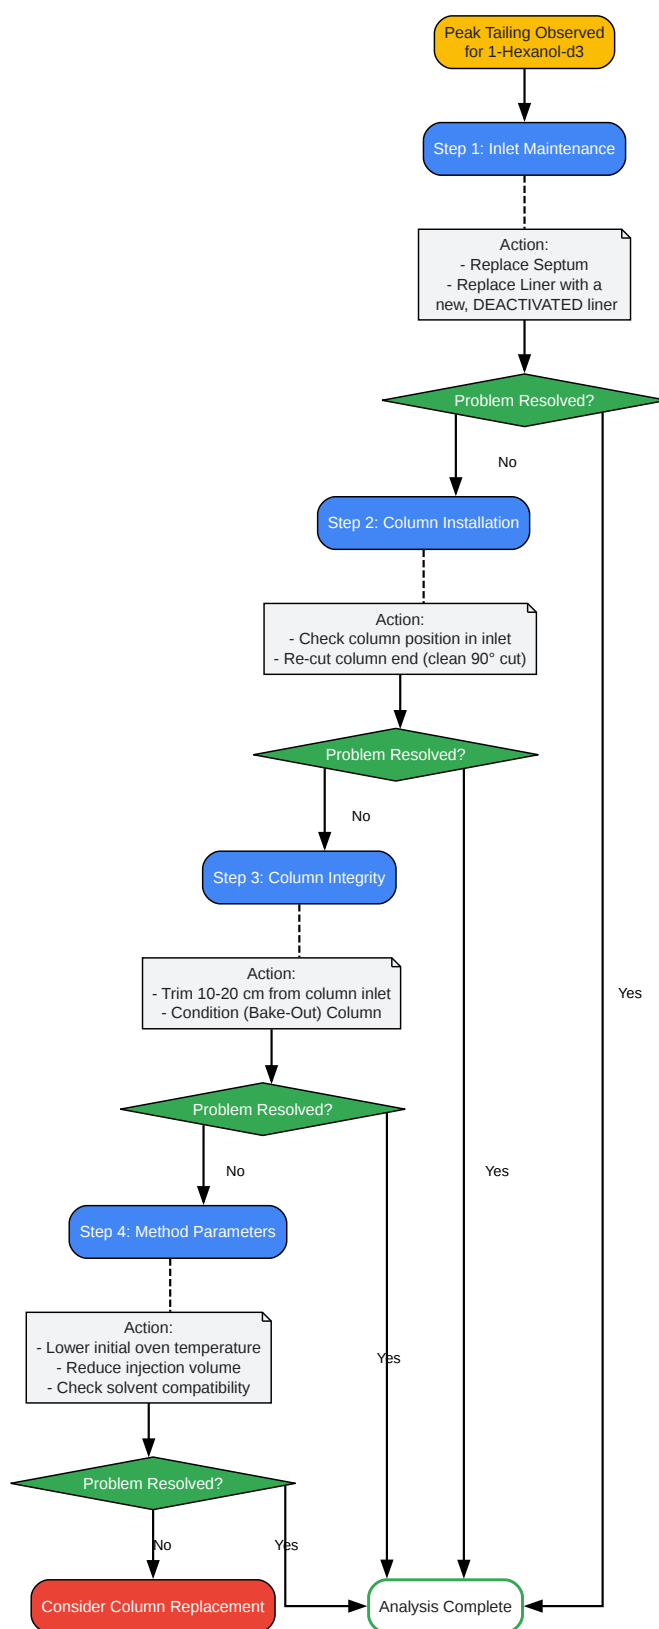 Peak Tailing Observed
for 1-Hexanol-d3
Step 1: Inlet Maintenance
Action:
- Replace Septum
- Replace Liner with a
new, DEACTIVATED liner
Problem Resolved?
No
Step 2: Column Installation
Action:
- Check column position in inlet
- Re-cut column end (clean 90° cut)
Problem Resolved?
No
Step 3: Column Integrity
Action:
- Trim 10-20 cm from column inlet
- Condition (Bake-Out) Column
Yes
Problem Resolved?
No
Yes
Step 4: Method Parameters
Action:
- Lower initial oven temperature
- Reduce injection volume
- Check solvent compatibility
Yes
Problem Resolved?
No
Yes
Consider Column Replacement
Analysis Complete